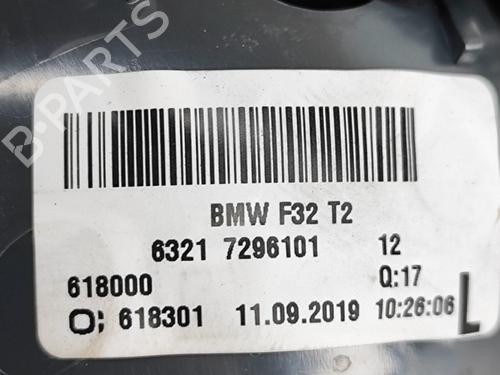 B-PARTS
BMW F32 T2
6321 7296101 12
618000 Q:17
O; 618301 11.09.2019 10:26:06 L